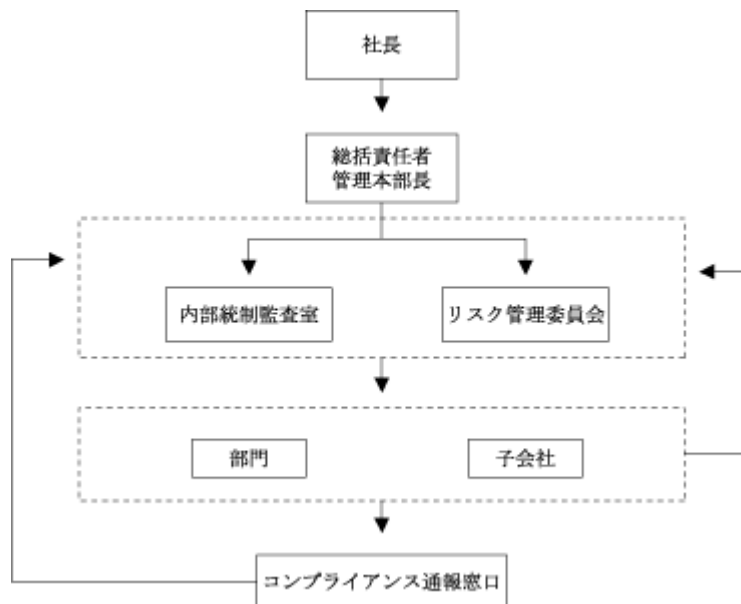 社長
総括責任者
管理本部長
内部統制監査室
リスク管理委員会
部門
子会社
コンプライアンス通報窓口